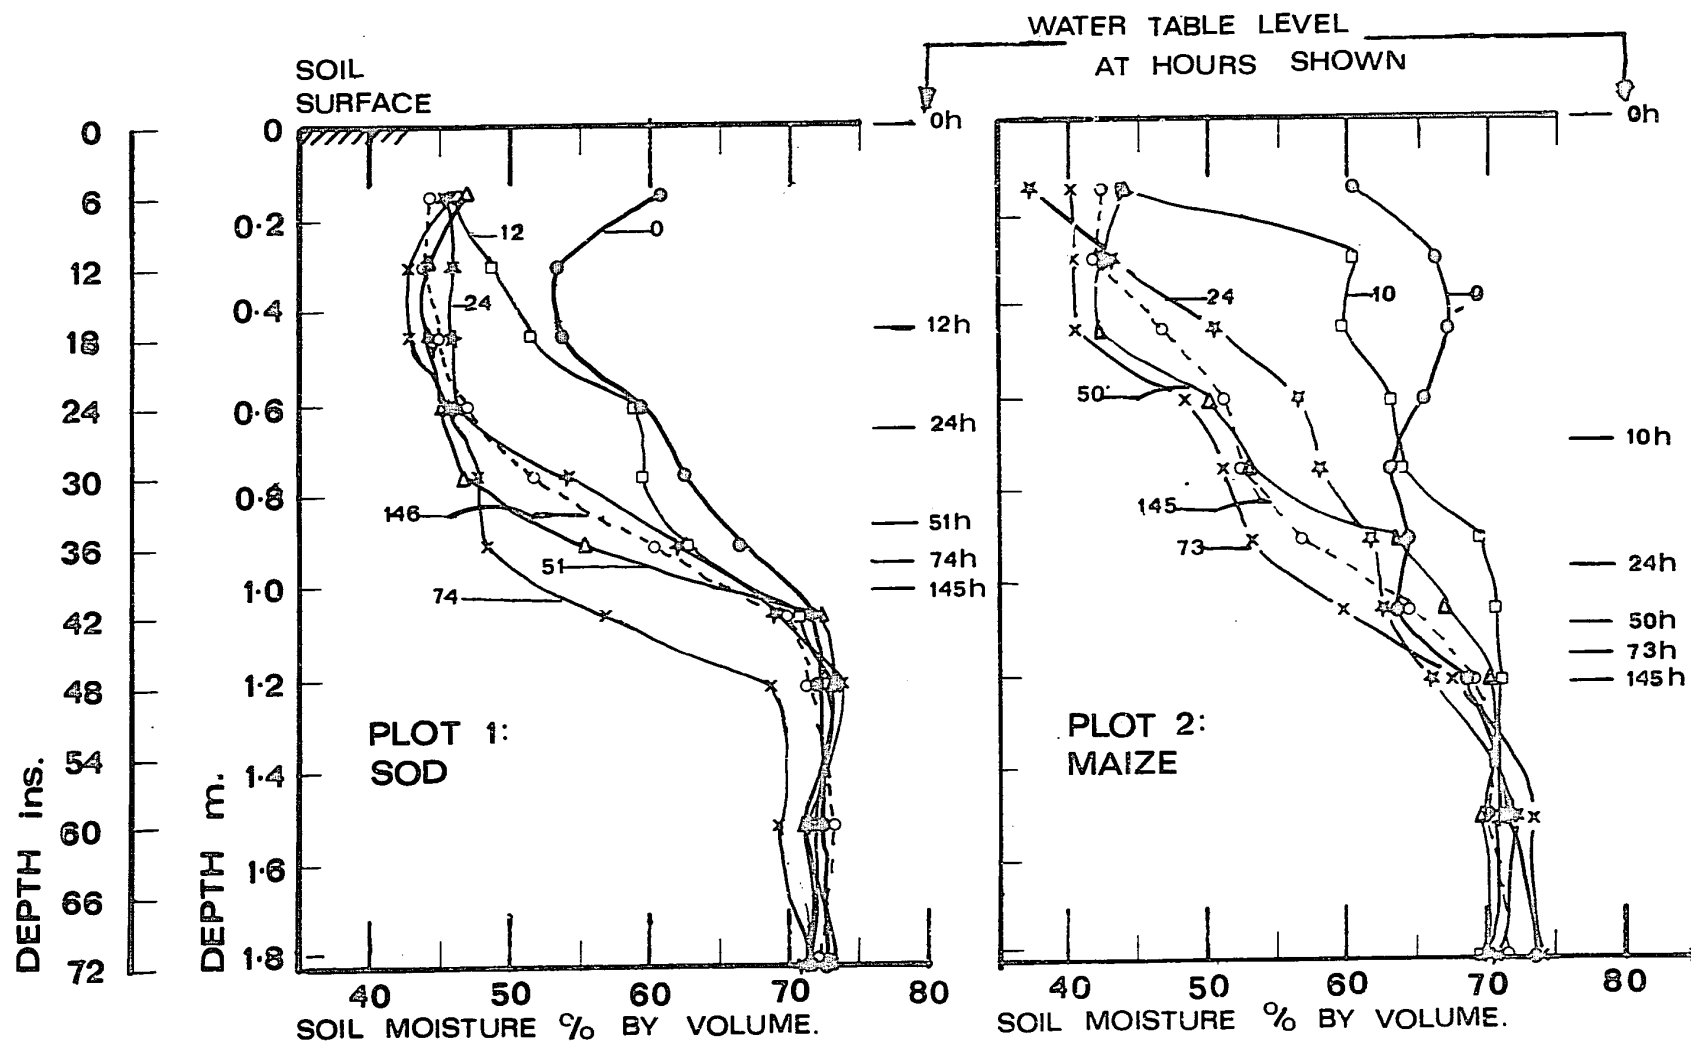 WATER TABLE LEVEL
AT HOURS SHOWN
SOIL
SURFACE
0
6
12
18
24
30
36
42
48
54
60
66
72
DEPTH ins.
0
0.2
0.4
0.6
0.8
1.0
1.2
1.4
1.6
1.8
DEPTH m.
12
0
24
146
51
74
PLOT 1:
SOD
40 50 60 70 80
SOIL MOISTURE % BY VOLUME.
0h
12h
24h
51h
74h
145h
24
10
0
50
145
73
PLOT 2:
MAIZE
40 50 60 70 80
SOIL MOISTURE % BY VOLUME.
0h
10h
24h
50h
73h
145h